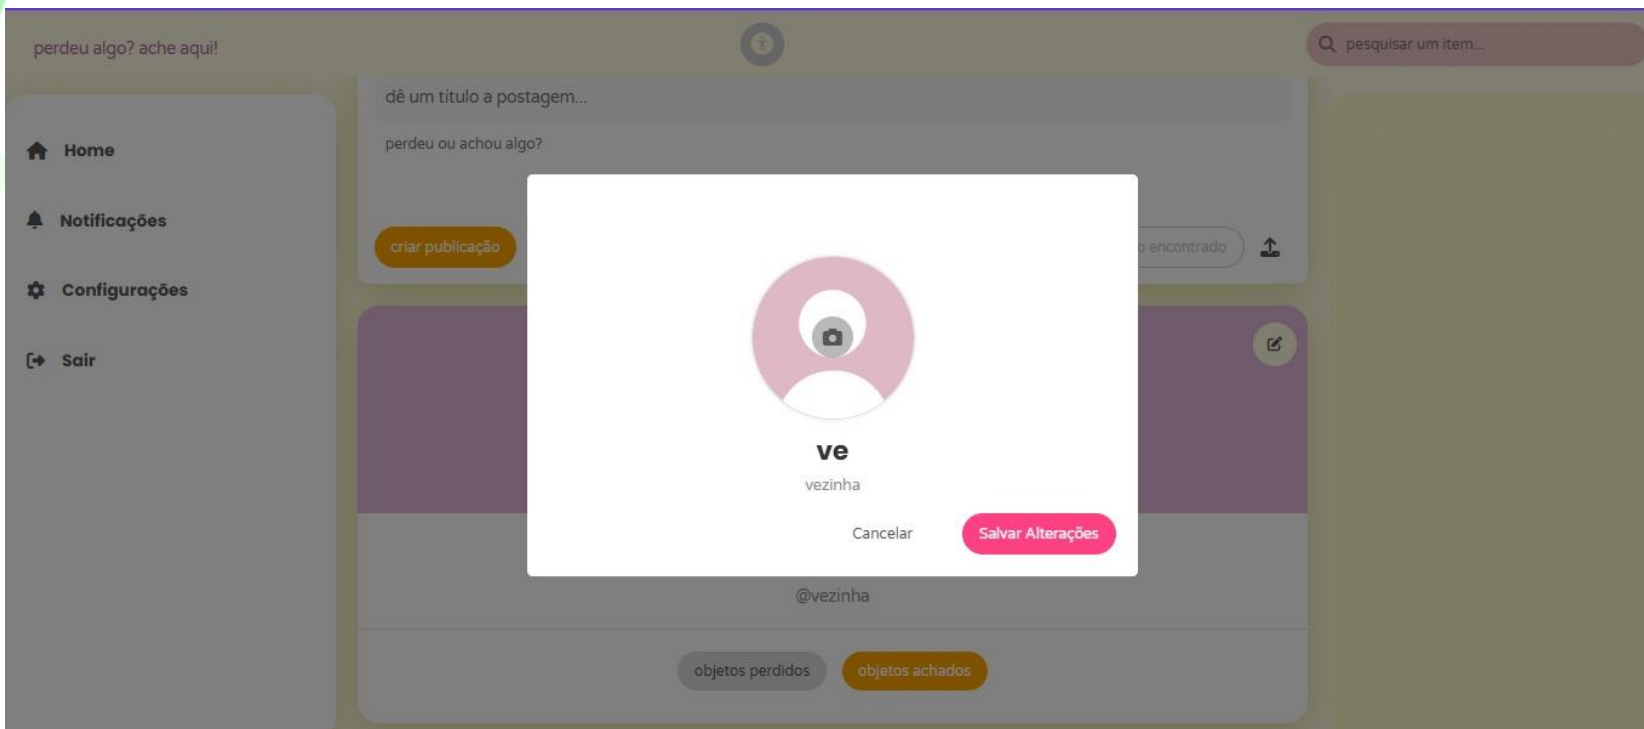 perdeu algo? ache aqui!
pesquisar um item...
Home
Notificações
Configurações
Sair
dê um título a postagem...
perdeu ou achou algo?
criar publicação
encontrado
ve
vezinha
Cancelar
Salvar Alterações
@vezinha
objetos perdidos
objetos achados